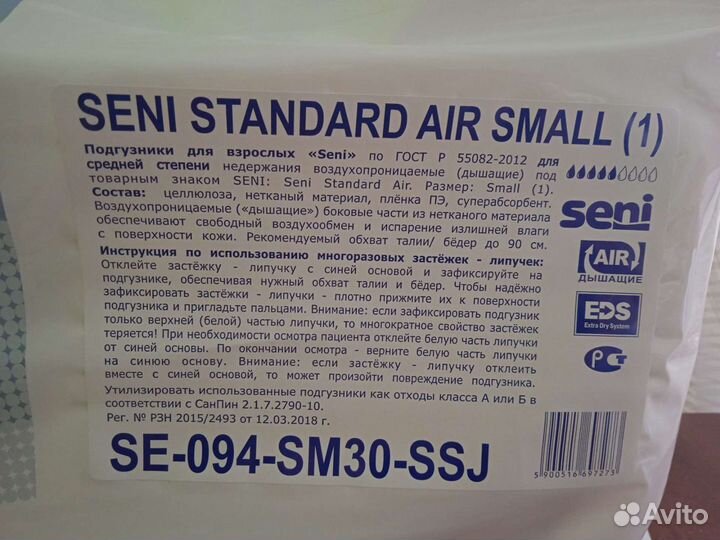 SENI STANDARD AIR SMALL (1)
Подгузники для взрослых «Seni» по ГОСТ Р 55082-2012 для
средней степени недержания воздухопроницаемые (дышащие) под
товарным знаком SENI: Seni Standard Air. Размер: Small (1).
Состав: целлюлоза, нетканый материал, плёнка ПЭ, суперабсорбент.
Воздухопроницаемые («дышащие») боковые части из нетканого материала
обеспечивают свободный воздухообмен и испарение излишней влаги
с поверхности кожи. Рекомендуемый обхват талии/ бёдер до 90 см.
Инструкция по использованию многоразовых застёжек - липучек:
Отклейте застёжку - липучку с синей основой и зафиксируйте на
подгузнике, обеспечивая нужный обхват талии и бёдер. Чтобы надёжно
зафиксировать застёжки - липучки - плотно прижмите их к поверхности
подгузника и пригладьте пальцами. Внимание: если зафиксировать подгузник
только верхней (белой) частью липучки, то многократное свойство застёжек
теряется! При необходимости осмотра пациента отклейте белую часть липучки
от синей основы. По окончании осмотра - верните белую часть липучки
на синюю основу. Внимание: если застёжку - липучку отклеить
вместе с синей основой, то может произойти повреждение подгузника.
Утилизировать использованные подгузники как отходы класса А или Б в
соответствии с СанПин 2.1.7.2790-10.
Рег. № РЗН 2015/2493 от 12.03.2018 г.
SE-094-SM30-SSJ
seni
AIR
ДЫШАЩИЕ
EDS
Extra Dry System
РСТ
5 900516 697273
Avito